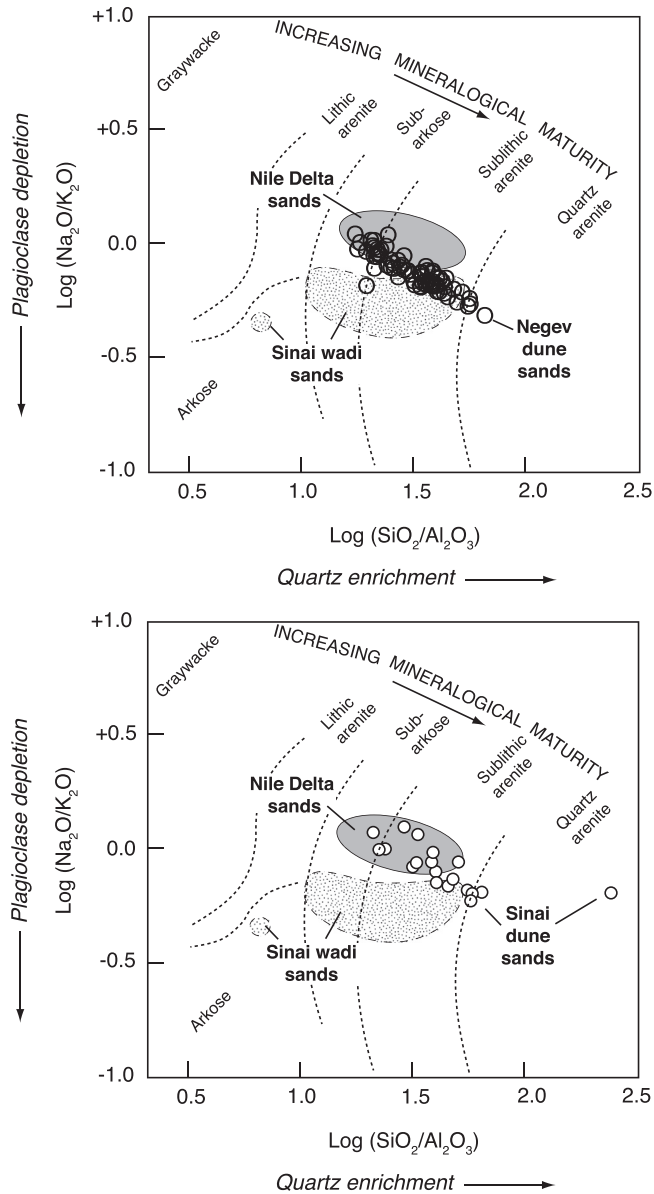 +1.0
+0.5
0.0
-0.5
-1.0
Log (Na₂O/K₂O)
Plagioclase depletion
Graywacke
INCREASING MINERALOGICAL MATURITY
Lithic
arenite
Sub-
arkose
Sublithic
arenite
Quartz
arenite
Nile Delta
sands
Sinai wadi
sands
Negev
dune
sands
Arkose
0.5
1.0
1.5
2.0
2.5
Log (SiO₂/Al₂O₃)
Quartz enrichment
+1.0
+0.5
0.0
-0.5
-1.0
Log (Na₂O/K₂O)
Plagioclase depletion
Graywacke
INCREASING MINERALOGICAL MATURITY
Lithic
arenite
Sub-
arkose
Sublithic
arenite
Quartz
arenite
Nile Delta
sands
Sinai wadi
sands
Sinai
dune
sands
Arkose
0.5
1.0
1.5
2.0
2.5
Log (SiO₂/Al₂O₃)
Quartz enrichment